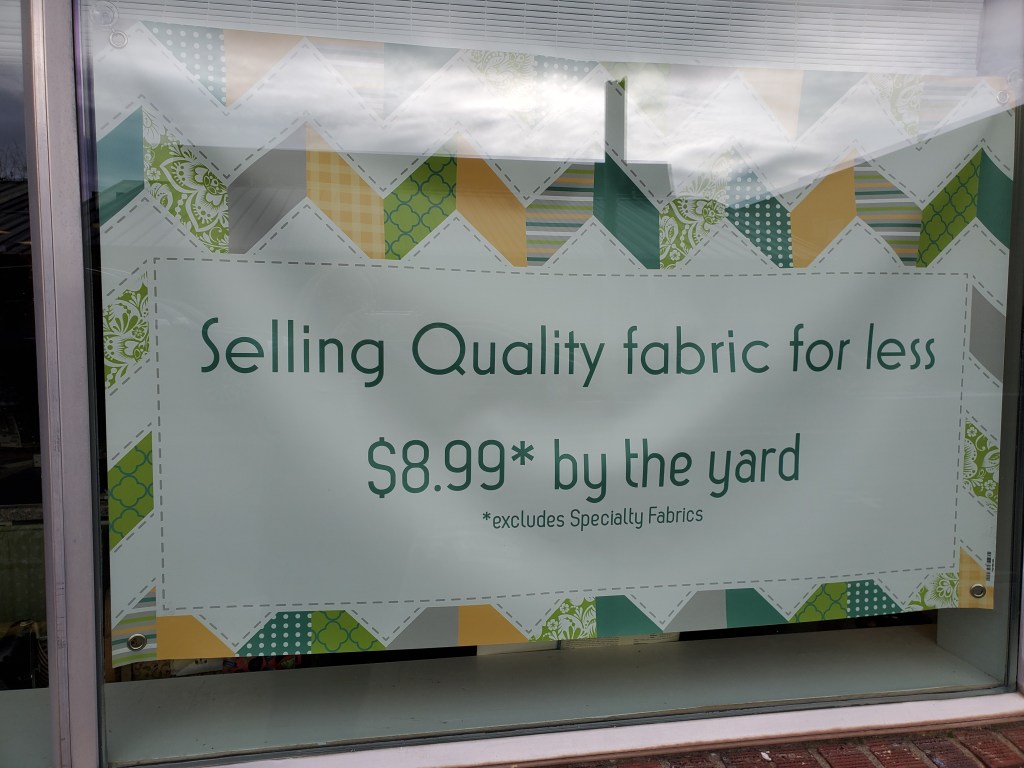 Selling Quality fabric for less
$8.99* by the yard
*excludes Specialty Fabrics